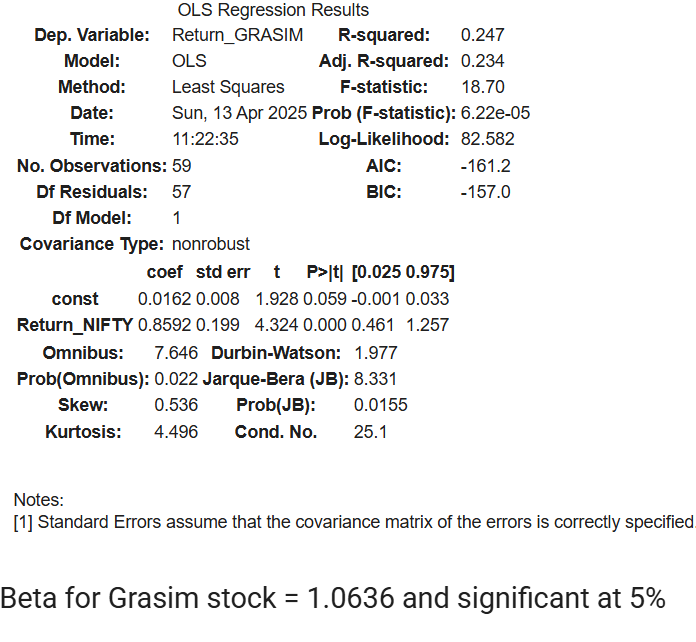 OLS Regression Results
Dep. Variable: Return_GRASIM R-squared: 0.247
Model: OLS Adj. R-squared: 0.234
Method: Least Squares F-statistic: 18.70
Date: Sun, 13 Apr 2025 Prob (F-statistic): 6.22e-05
Time: 11:22:35 Log-Likelihood: 82.582
No. Observations: 59 AIC: -161.2
Df Residuals: 57 BIC: -157.0
Df Model: 1
Covariance Type: nonrobust
coef std err t P>|t| [0.025 0.975]
const 0.0162 0.008 1.928 0.059 -0.001 0.033
Return_NIFTY 0.8592 0.199 4.324 0.000 0.461 1.257
Omnibus: 7.646 Durbin-Watson: 1.977
Prob(Omnibus): 0.022 Jarque-Bera (JB): 8.331
Skew: 0.536 Prob(JB): 0.0155
Kurtosis: 4.496 Cond. No. 25.1
Notes:
[1] Standard Errors assume that the covariance matrix of the errors is correctly specified.
Beta for Grasim stock = 1.0636 and significant at 5%